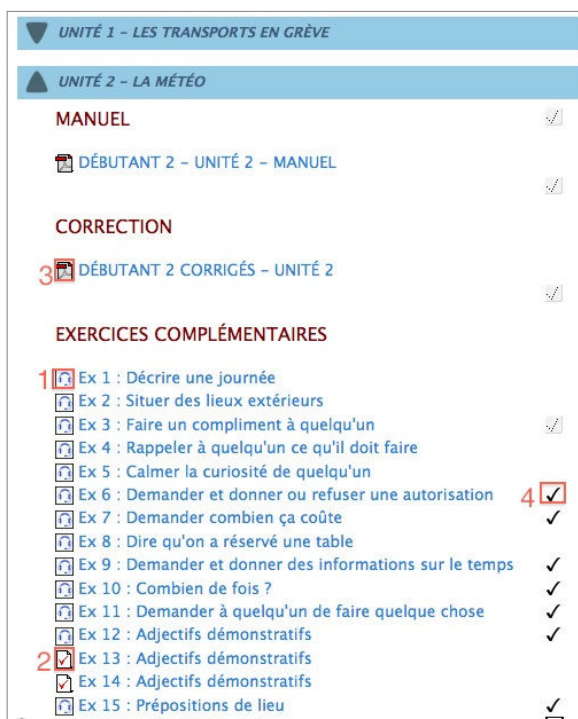 UNITÉ 1 – LES TRANSPORTS EN GRÈVE
UNITÉ 2 – LA MÉTÉO
MANUEL
DÉBUTANT 2 – UNITÉ 2 – MANUEL
CORRECTION
3 DÉBUTANT 2 CORRIGÉS – UNITÉ 2
EXERCICES COMPLÉMENTAIRES
1 Ex 1 : Décrire une journée
Ex 2 : Situer des lieux extérieurs
Ex 3 : Faire un compliment à quelqu'un
Ex 4 : Rappeler à quelqu'un ce qu'il doit faire
Ex 5 : Calmer la curiosité de quelqu'un
Ex 6 : Demander et donner ou refuser une autorisation 4
Ex 7 : Demander combien ça coûte
Ex 8 : Dire qu'on a réservé une table
Ex 9 : Demander et donner des informations sur le temps
Ex 10 : Combien de fois ?
Ex 11 : Demander à quelqu'un de faire quelque chose
Ex 12 : Adjectifs démonstratifs
2 Ex 13 : Adjectifs démonstratifs
Ex 14 : Adjectifs démonstratifs
Ex 15 : Prépositions de lieu